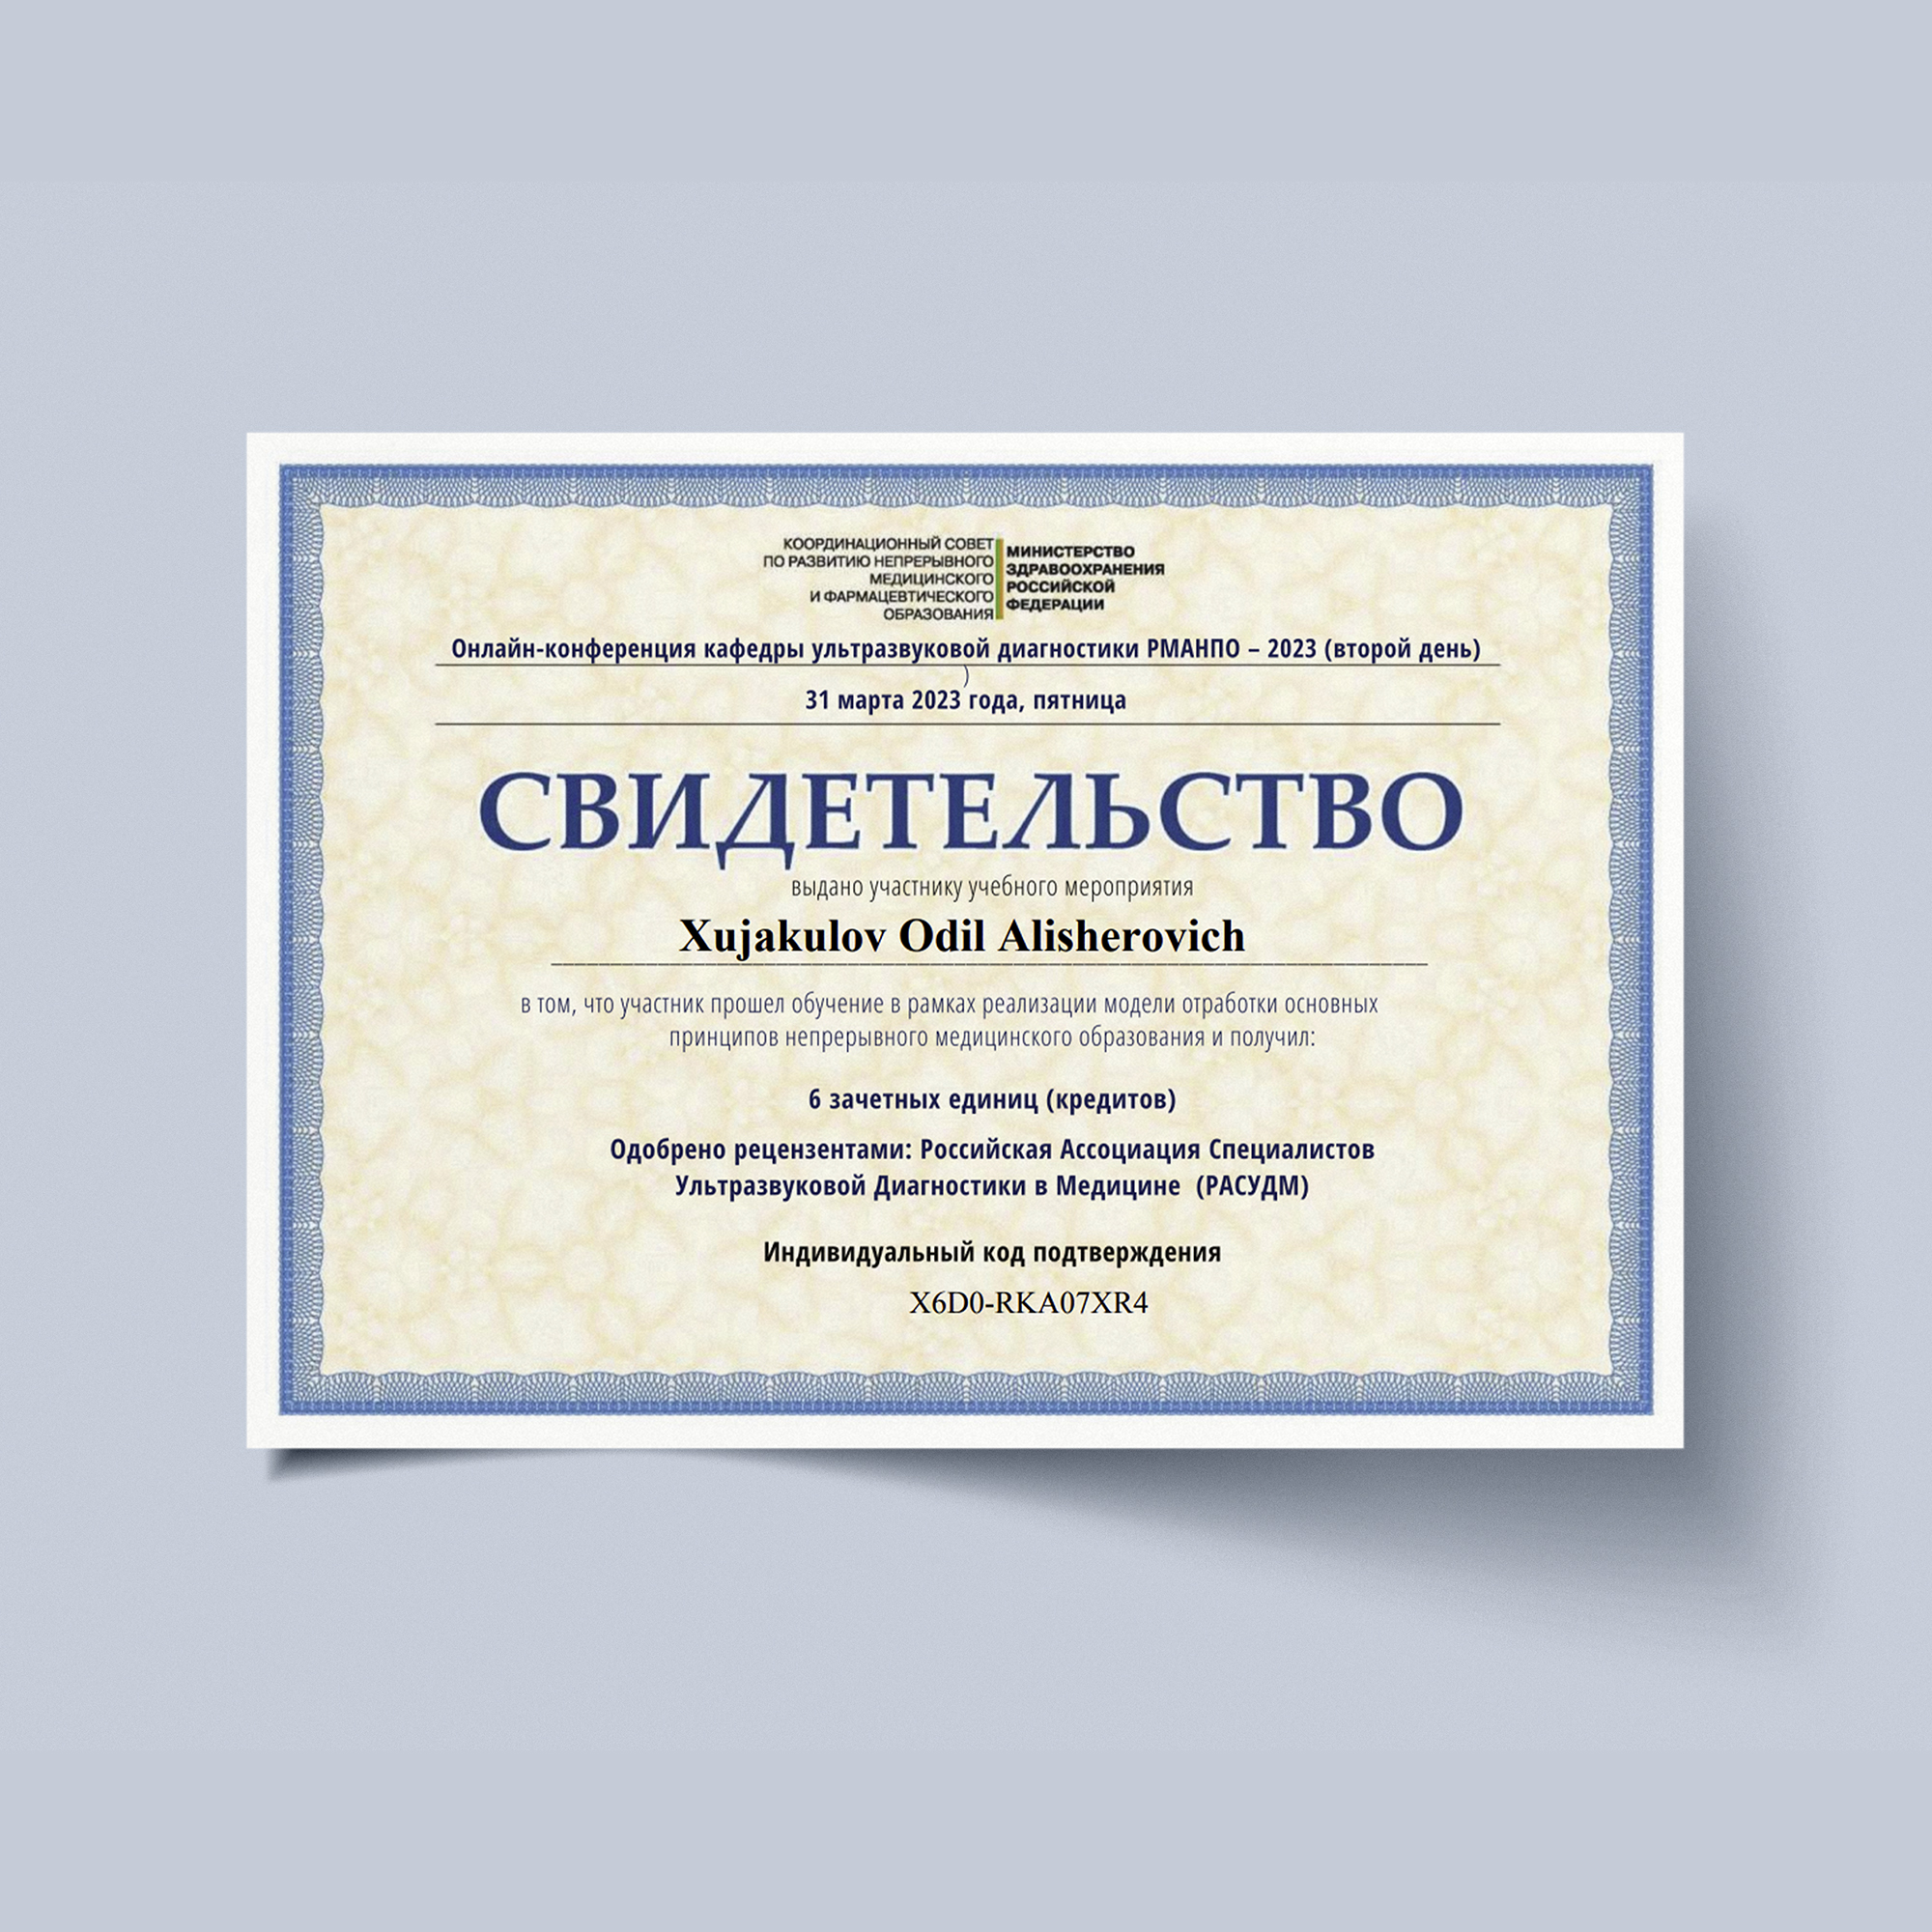 КООРДИНАЦИОННЫЙ СОВЕТ
ПО РАЗВИТИЮ НЕПРЕРЫВНОГО
МЕДИЦИНСКОГО
И ФАРМАЦЕВТИЧЕСКОГО
ОБРАЗОВАНИЯ
МИНИСТЕРСТВО
ЗДРАВООХРАНЕНИЯ
РОССИЙСКОЙ
ФЕДЕРАЦИИ
Онлайн-конференция кафедры ультразвуковой диагностики РМАНПО – 2023 (второй день)
)
31 марта 2023 года, пятница
СВИДЕТЕЛЬСТВО
выдано участнику учебного мероприятия
Xujakulov Odil Alisherovich
в том, что участник прошел обучение в рамках реализации модели отработки основных
принципов непрерывного медицинского образования и получил:
6 зачетных единиц (кредитов)
Одобрено рецензентами: Российская Ассоциация Специалистов
Ультразвуковой Диагностики в Медицине (РАСУДМ)
Индивидуальный код подтверждения
X6D0-RKA07XR4